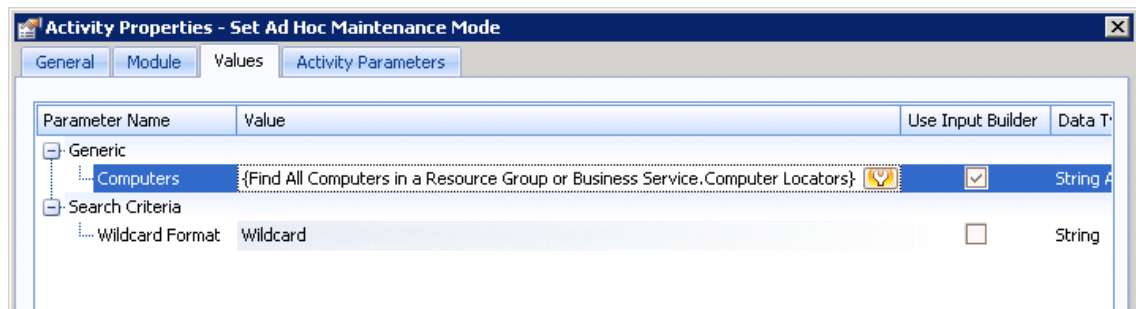 Activity Properties - Set Ad Hoc Maintenance Mode
General Module Values Activity Parameters
Parameter Name Value Use Input Builder Data
Generic
Computers {Find All Computers in a Resource Group or Business Service.Computer Locators} String
Search Criteria
Wildcard Format Wildcard String